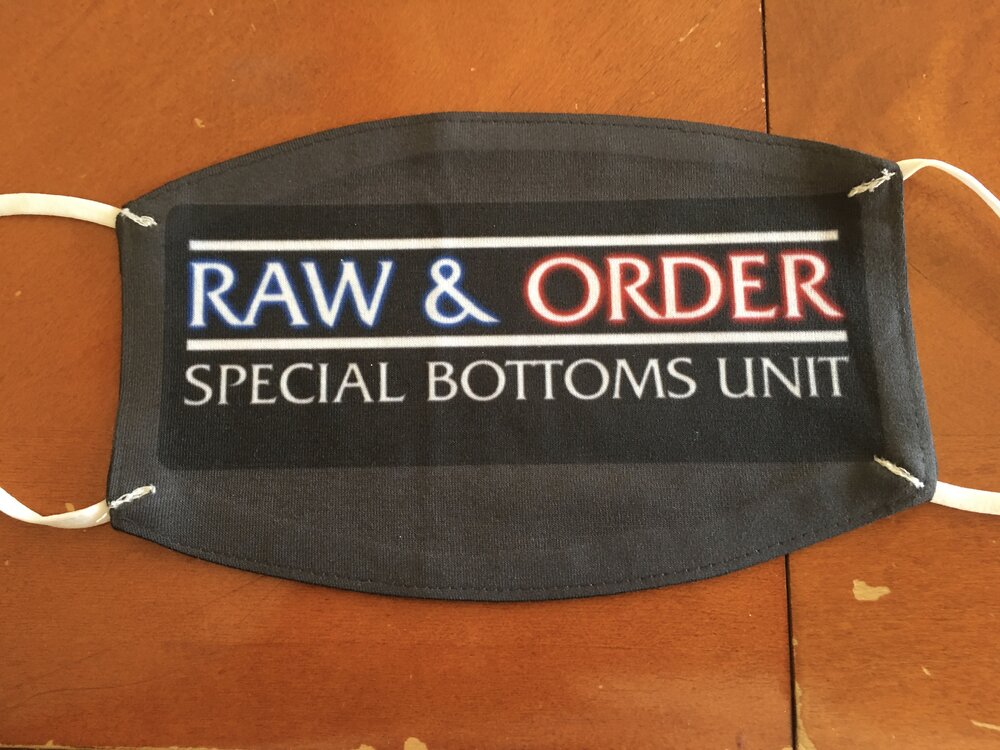 RAW & ORDER
SPECIAL BOTTOMS UNIT